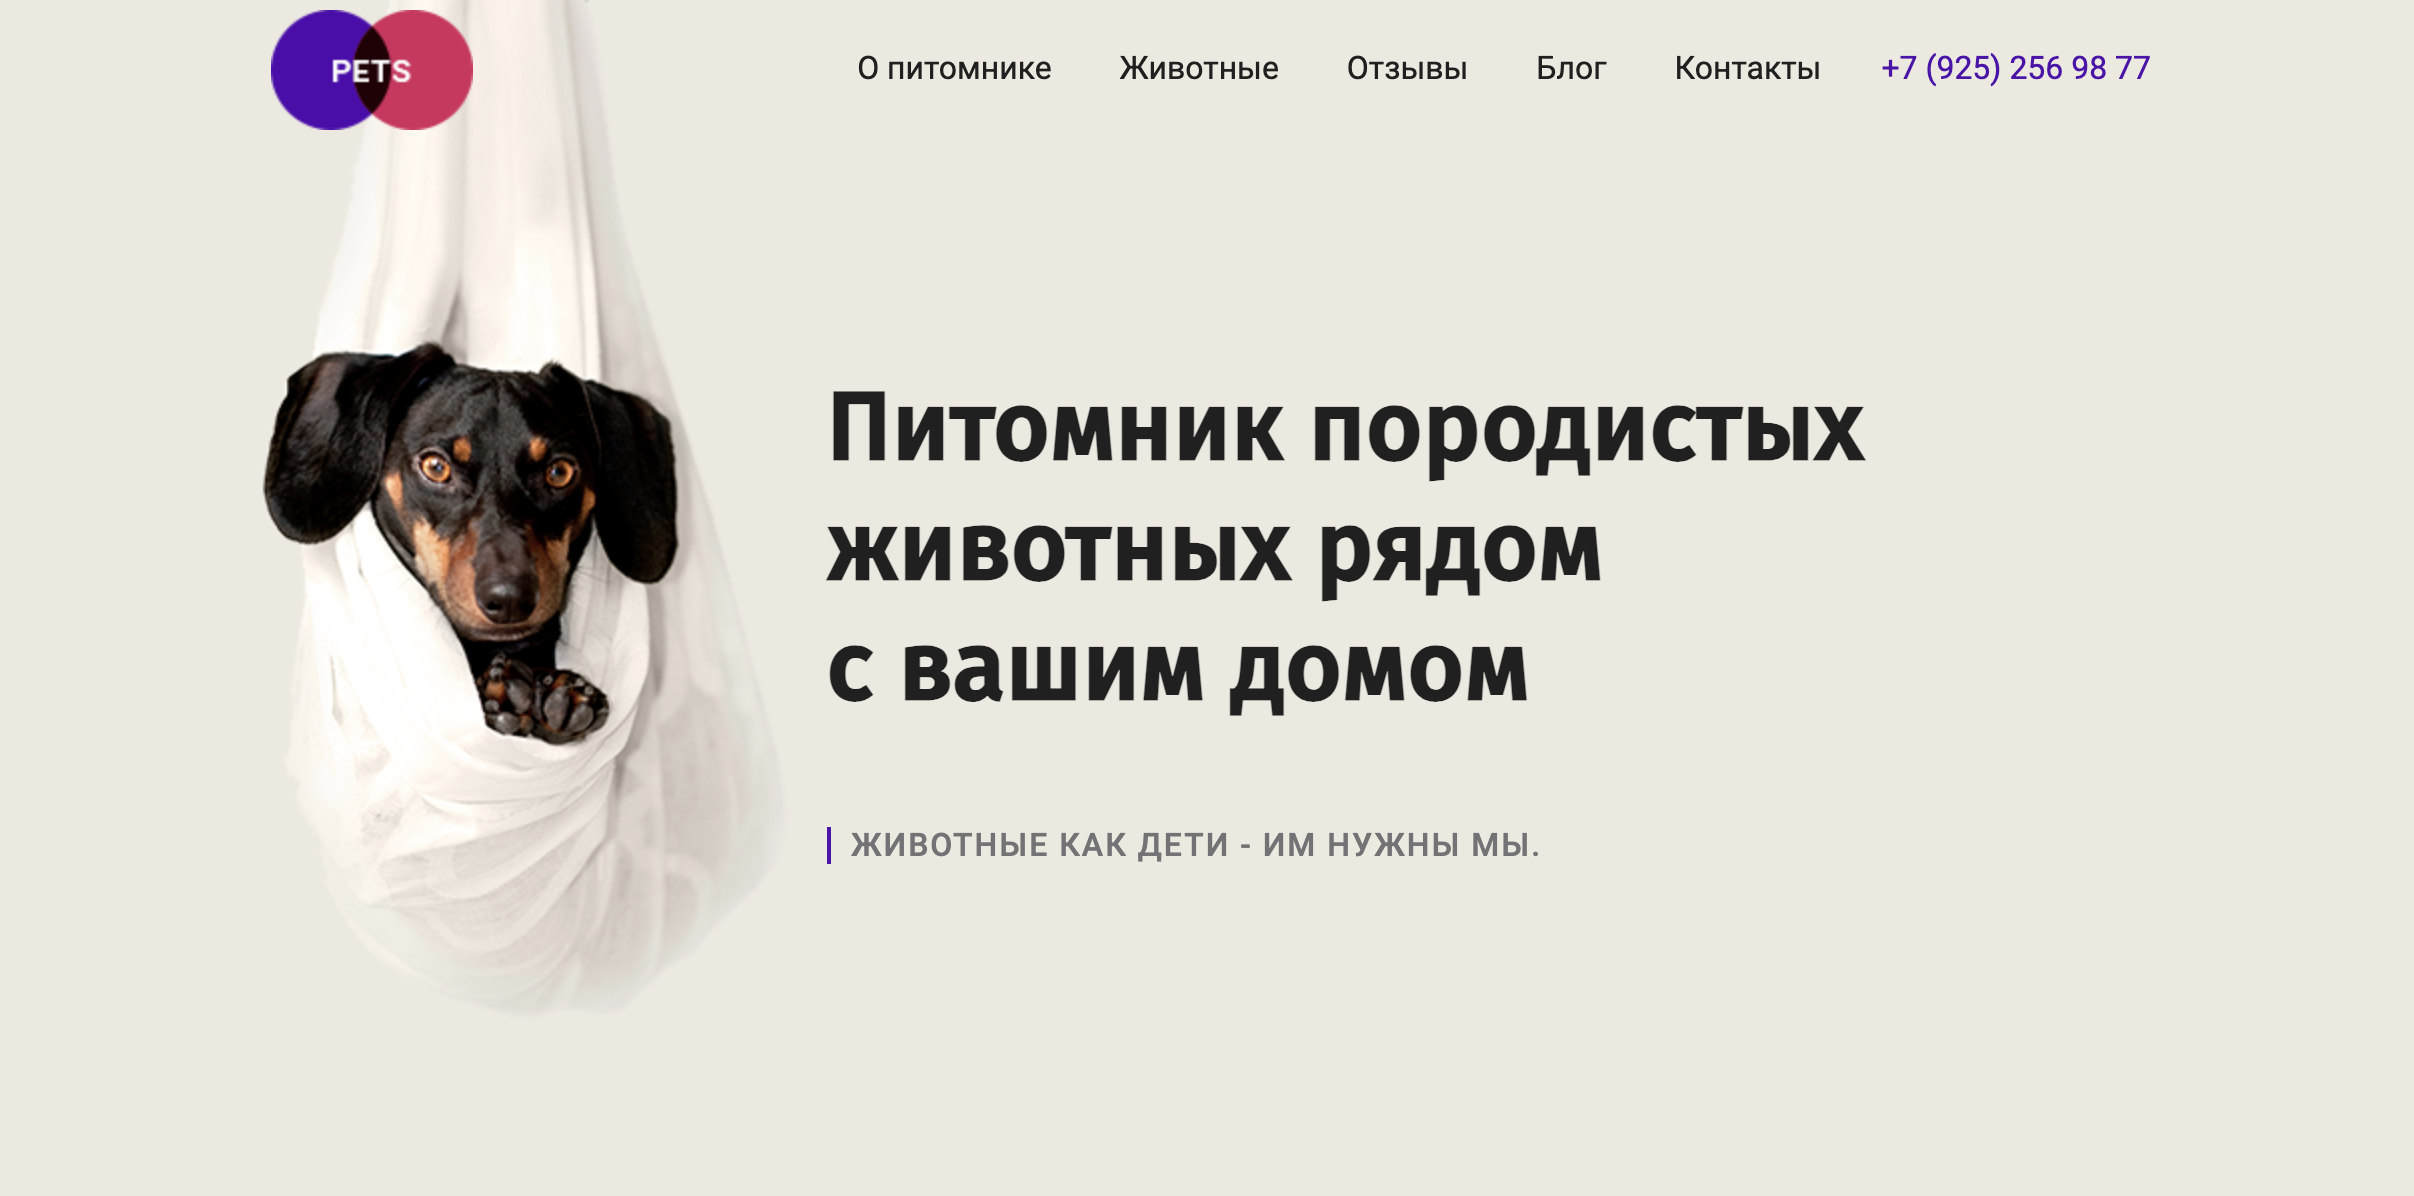 PETS
О питомнике
Животные
Отзывы
Блог
Контакты
+7 (925) 256 98 77
Питомник породистых
животных рядом
с вашим домом
ЖИВОТНЫЕ КАК ДЕТИ - ИМ НУЖНЫ МЫ.